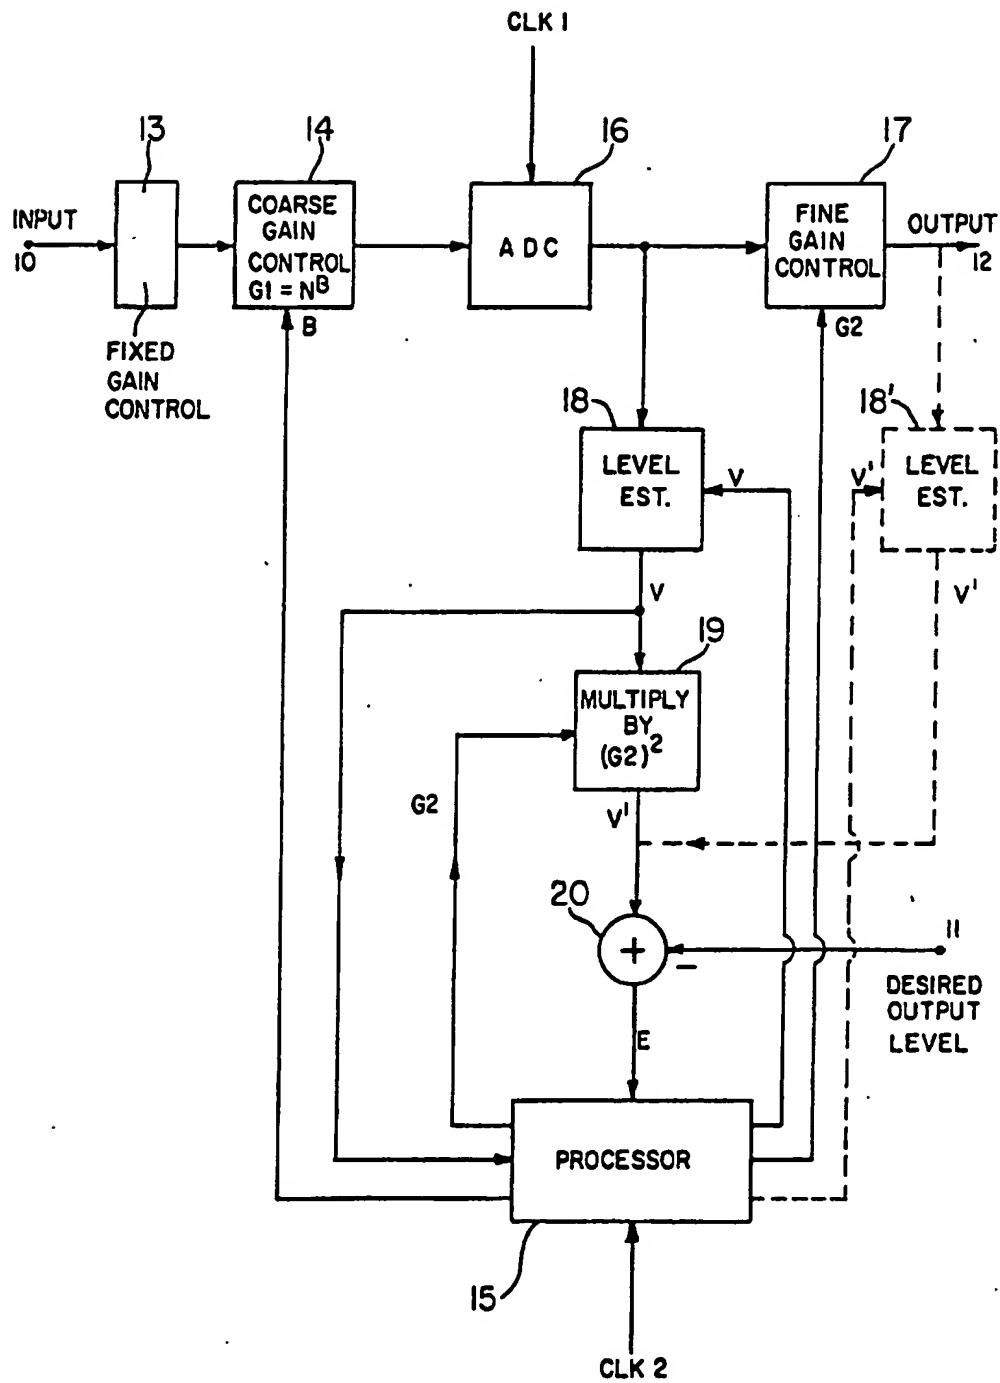 CLK 1
13
14
16
17
INPUT
10
COARSE
GAIN
CONTROL
G1 = N^B
ADC
FINE
GAIN
CONTROL
OUTPUT
12
B
G2
FIXED
GAIN
CONTROL
18
18'
LEVEL
EST.
V
V'
LEVEL
EST.
V
V'
19
MULTIPLY
BY
(G2)^2
G2
V'
20
+
−
11
DESIRED
OUTPUT
LEVEL
E
PROCESSOR
15
CLK 2